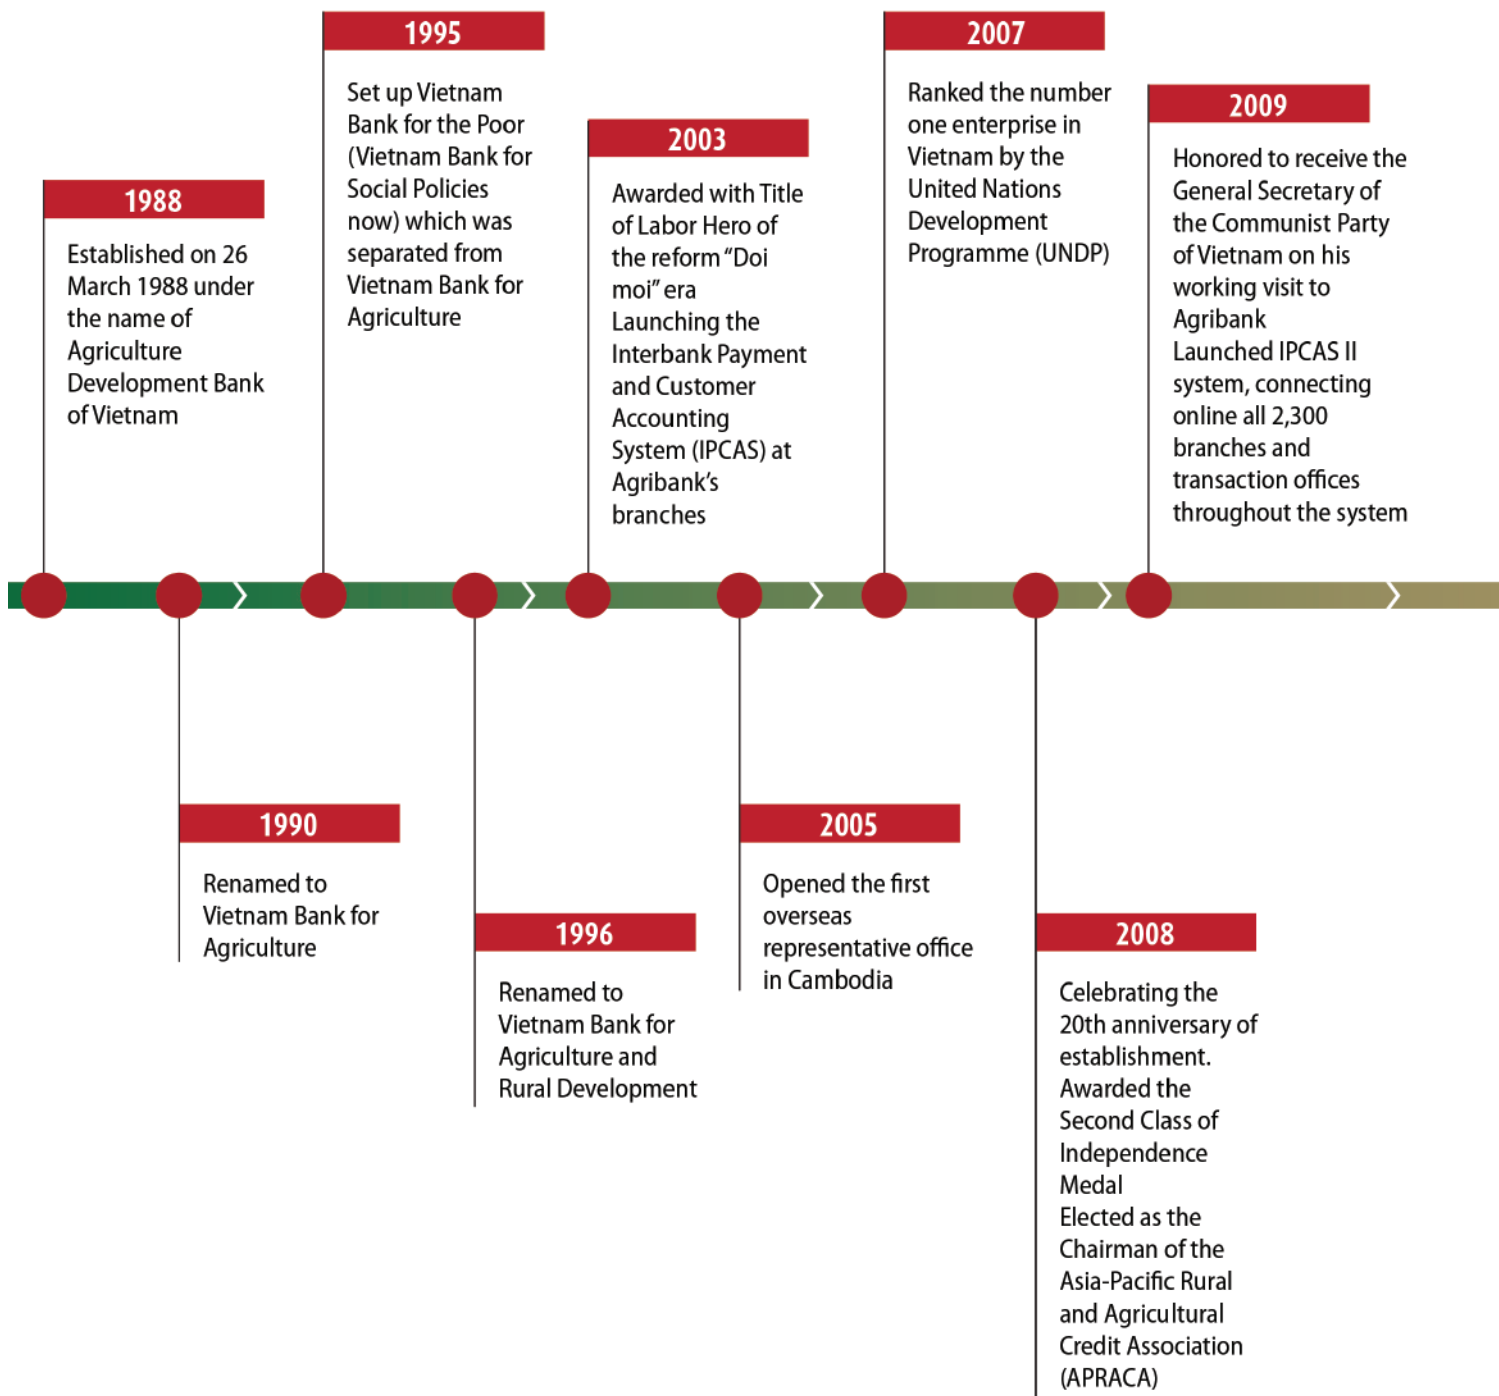 1988
Established on 26
March 1988 under
the name of
Agriculture
Development Bank
of Vietnam
1990
Renamed to
Vietnam Bank for
Agriculture
1995
Set up Vietnam
Bank for the Poor
(Vietnam Bank for
Social Policies
now) which was
separated from
Vietnam Bank for
Agriculture
1996
Renamed to
Vietnam Bank for
Agriculture and
Rural Development
2003
Awarded with Title
of Labor Hero of
the reform “Doi
moi” era
Launching the
Interbank Payment
and Customer
Accounting
System (IPCAS) at
Agribank’s
branches
2005
Opened the first
overseas
representative office
in Cambodia
2007
Ranked the number
one enterprise in
Vietnam by the
United Nations
Development
Programme (UNDP)
2008
Celebrating the
20th anniversary of
establishment.
Awarded the
Second Class of
Independence
Medal
Elected as the
Chairman of the
Asia-Pacific Rural
and Agricultural
Credit Association
(APRACA)
2009
Honored to receive the
General Secretary of
the Communist Party
of Vietnam on his
working visit to
Agribank
Launched IPCAS II
system, connecting
online all 2,300
branches and
transaction offices
throughout the system